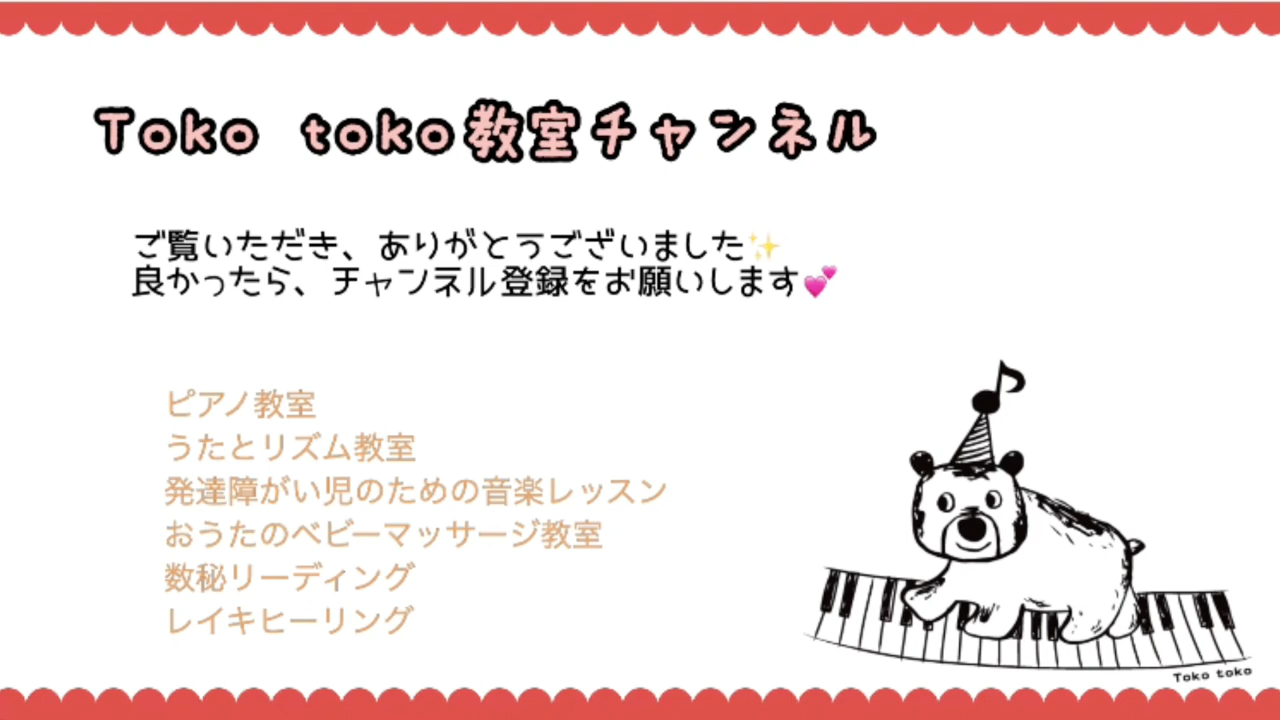 Toko toko教室チャンネル
ご覧いただき、ありがとうございました✨
良かったら、チャンネル登録をお願いします💕
ピアノ教室
うたとリズム教室
発達障がい児のための音楽レッスン
おうたのベビーマッサージ教室
数秘リーディング
レイキヒーリング
Toko toko